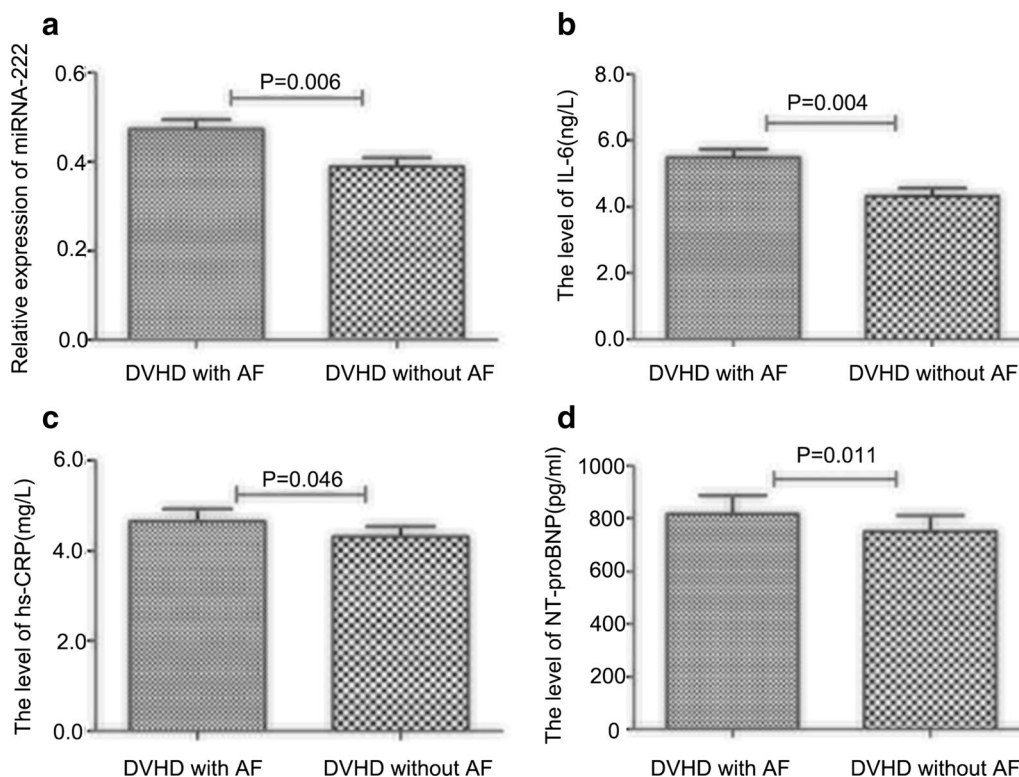 a
Relative expression of miRNA-222
0.6
0.4
0.2
0.0
P=0.006
DVHD with AF
DVHD without AF
b
The level of IL-6(ng/L)
8.0
6.0
4.0
2.0
0.0
P=0.004
DVHD with AF
DVHD without AF
c
The level of hs-CRP(mg/L)
6.0
4.0
2.0
0.0
P=0.046
DVHD with AF
DVHD without AF
d
The level of NT-proBNP(pg/ml)
1000
800
600
400
200
0
P=0.011
DVHD with AF
DVHD without AF